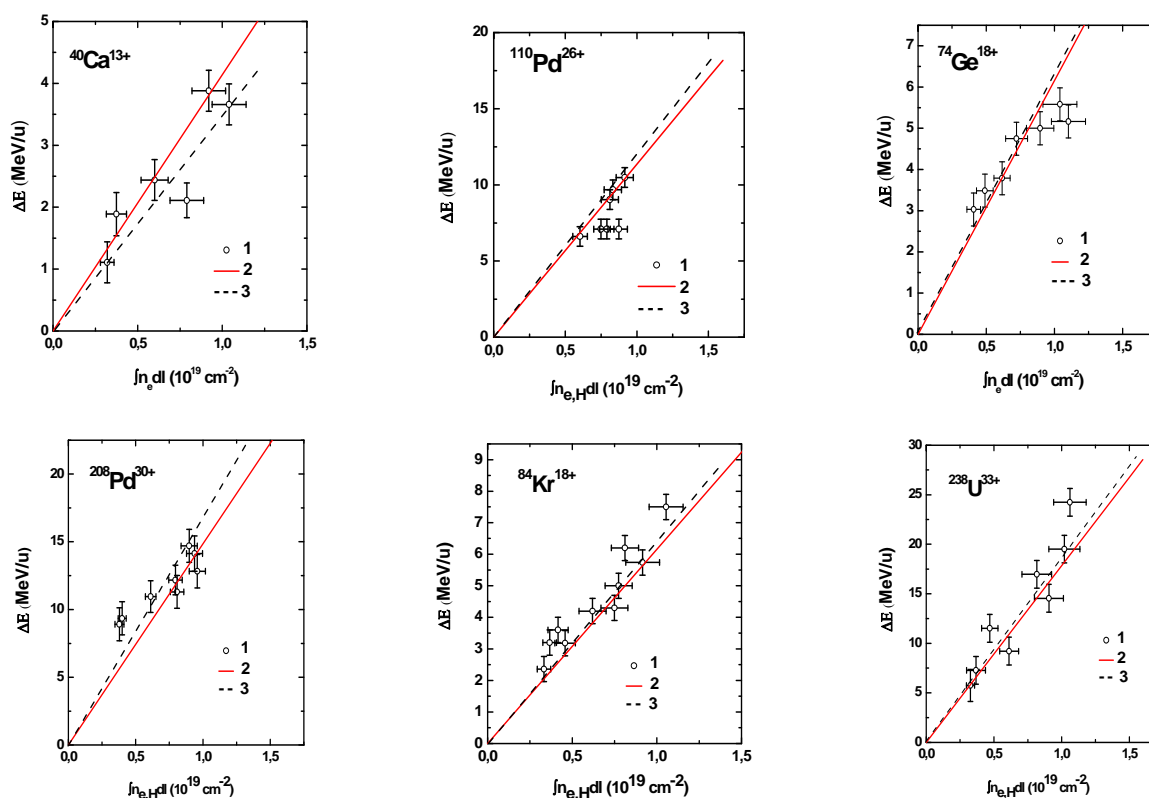 ⁴⁰Ca¹³⁺
ΔE (MeV/u)
5
4
3
2
1
0
0,0 0,5 1,0 1,5
1
2
3
∫nₑdl (10¹⁹ cm⁻²)
¹¹⁰Pd²⁶⁺
ΔE (MeV/u)
20
15
10
5
0
0,0 0,5 1,0 1,5
1
2
3
∫nₑ,Hdl (10¹⁹ cm⁻²)
⁷⁴Ge¹⁸⁺
ΔE (MeV/u)
7
6
5
4
3
2
1
0
0,0 0,5 1,0 1,5
1
2
3
∫nₑdl (10¹⁹ cm⁻²)
²⁰⁸Pd³⁰⁺
ΔE (MeV/u)
20
15
10
5
0
0,0 0,5 1,0 1,5
1
2
3
∫nₑ,Hdl (10¹⁹ cm⁻²)
⁸⁴Kr¹⁸⁺
ΔE (MeV/u)
9
8
7
6
5
4
3
2
1
0
0,0 0,5 1,0 1,5
1
2
3
∫nₑ,Hdl (10¹⁹ cm⁻²)
²³⁸U³³⁺
ΔE (MeV/u)
30
25
20
15
10
5
0
0,0 0,5 1,0 1,5
1
2
3
∫nₑ,Hdl (10¹⁹ cm⁻²)